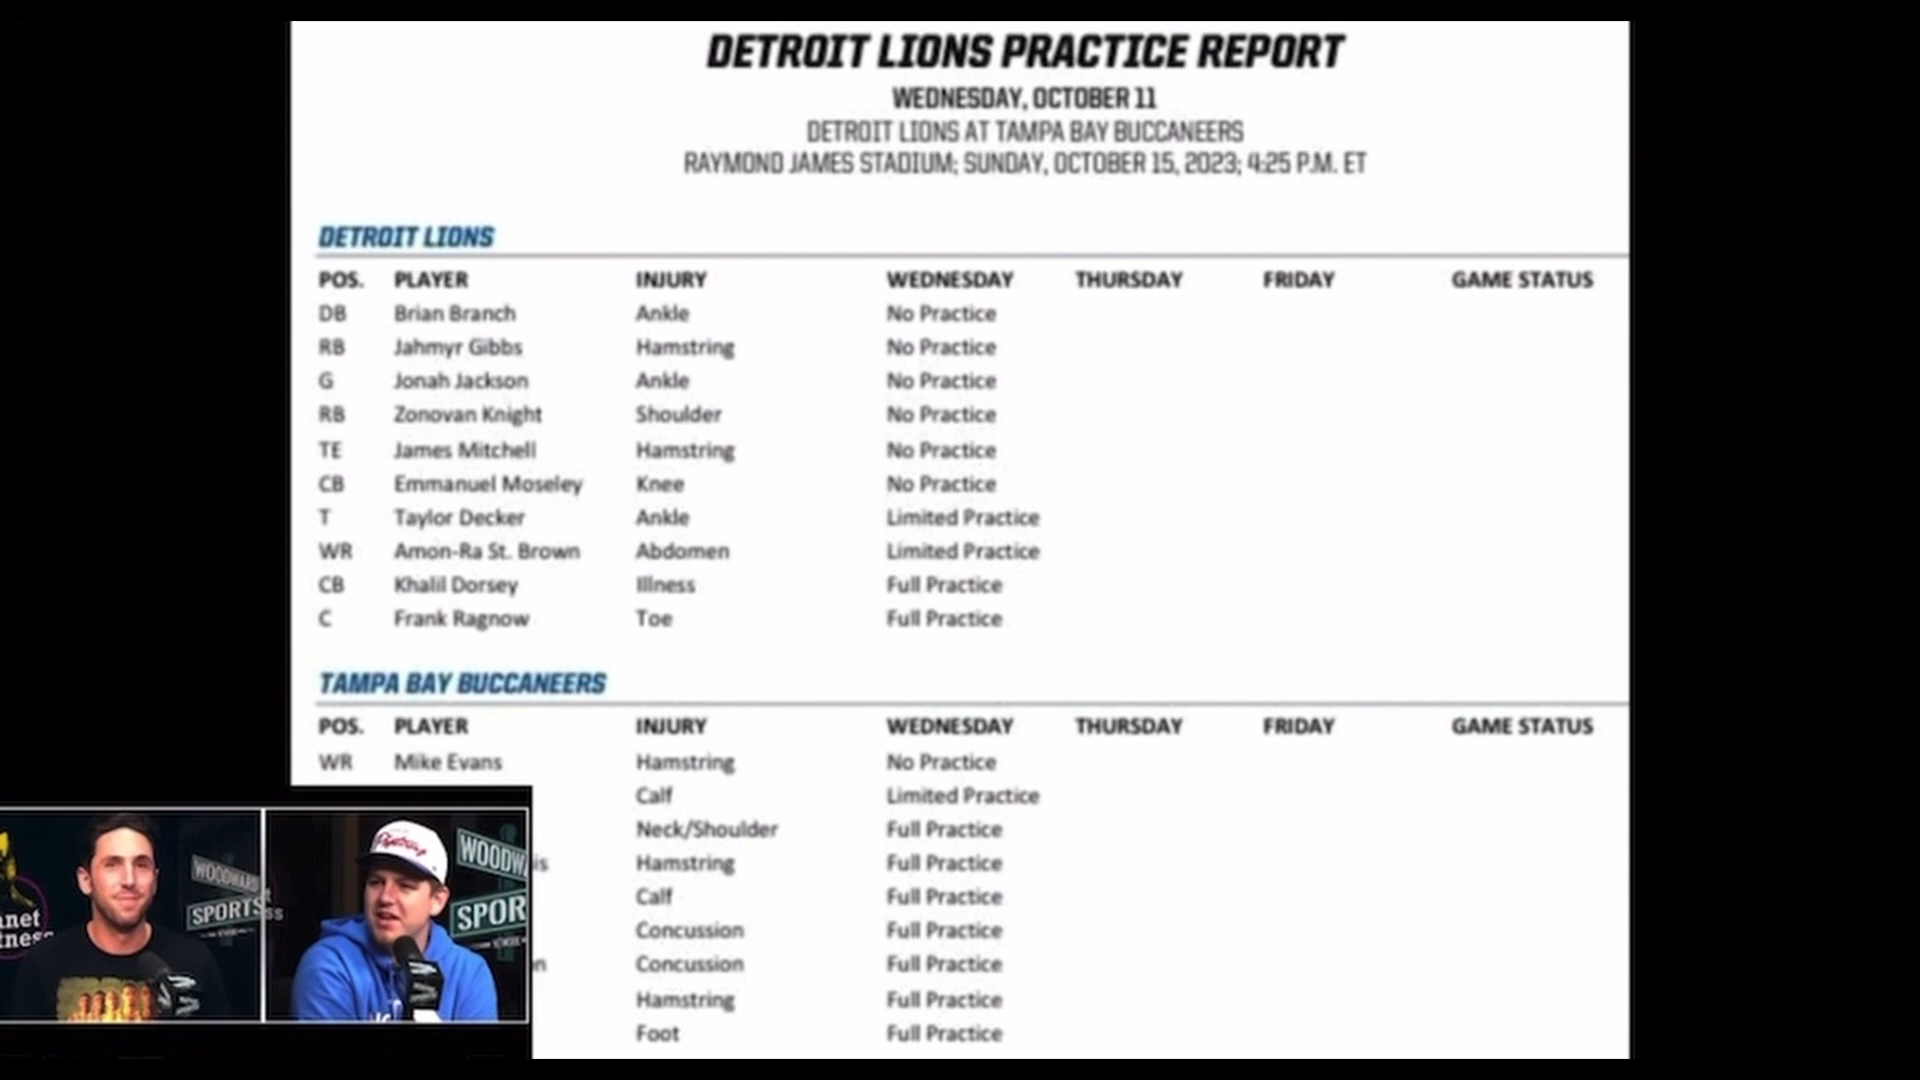 DETROIT LIONS PRACTICE REPORT
WEDNESDAY, OCTOBER 11
DETROIT LIONS AT TAMPA BAY BUCCANEERS
RAYMOND JAMES STADIUM; SUNDAY, OCTOBER 15, 2023; 4:25 P.M. ET
DETROIT LIONS
POS. PLAYER INJURY WEDNESDAY THURSDAY FRIDAY GAME STATUS
DB Brian Branch Ankle No Practice
RB Jahmyr Gibbs Hamstring No Practice
G Jonah Jackson Ankle No Practice
RB Zonovan Knight Shoulder No Practice
TE James Mitchell Hamstring No Practice
CB Emmanuel Moseley Knee No Practice
T Taylor Decker Ankle Limited Practice
WR Amon-Ra St. Brown Abdomen Limited Practice
CB Khalil Dorsey Illness Full Practice
C Frank Ragnow Toe Full Practice
TAMPA BAY BUCCANEERS
POS. PLAYER INJURY WEDNESDAY THURSDAY FRIDAY GAME STATUS
WR Mike Evans Hamstring No Practice
Calf Limited Practice
Neck/Shoulder Full Practice
is Hamstring Full Practice
Calf Full Practice
Concussion Full Practice
n Concussion Full Practice
Hamstring Full Practice
Foot Full Practice
WOODWARD
SPORTS
WOODW
SPOR
anet
tness